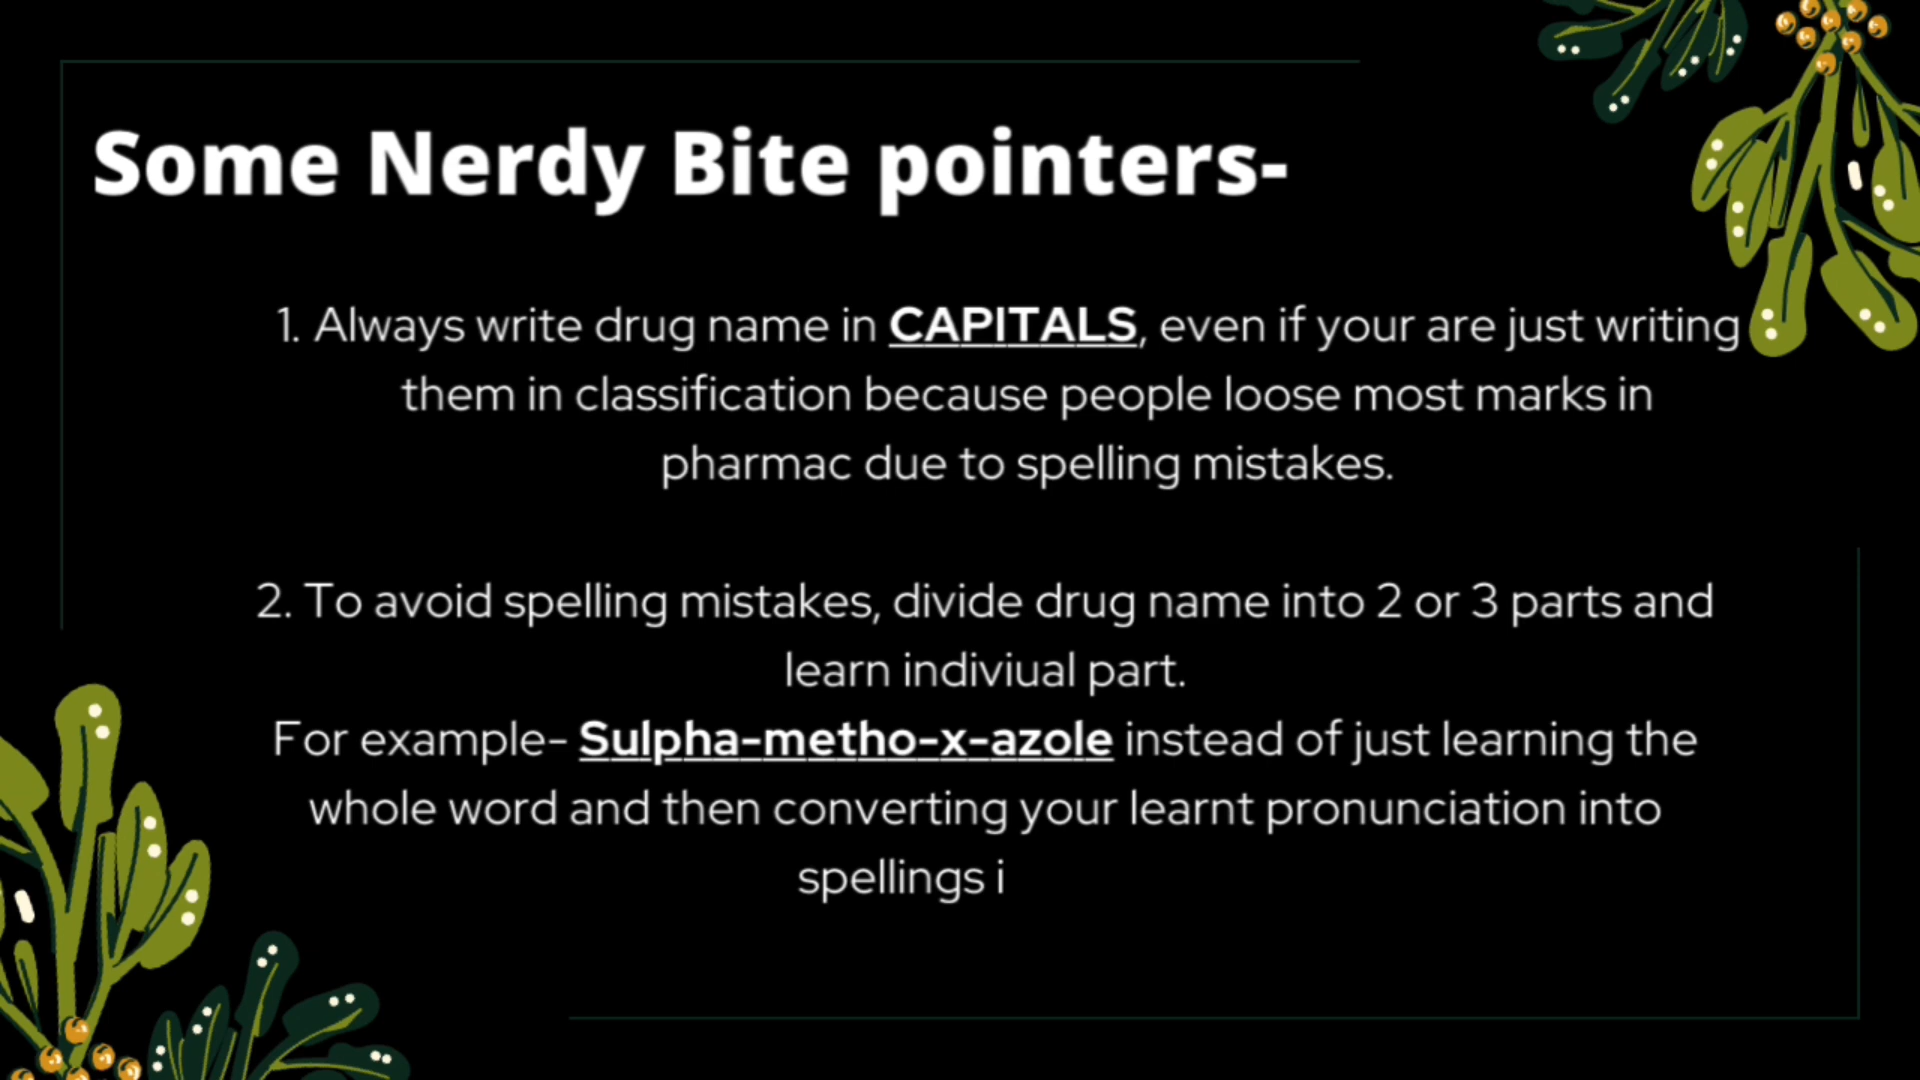 Some Nerdy Bite pointers-
1. Always write drug name in CAPITALS, even if your are just writing
them in classification because people loose most marks in
pharmac due to spelling mistakes.
2. To avoid spelling mistakes, divide drug name into 2 or 3 parts and
learn indiviual part.
For example- Sulpha-metho-x-azole instead of just learning the
whole word and then converting your learnt pronunciation into
spellings i